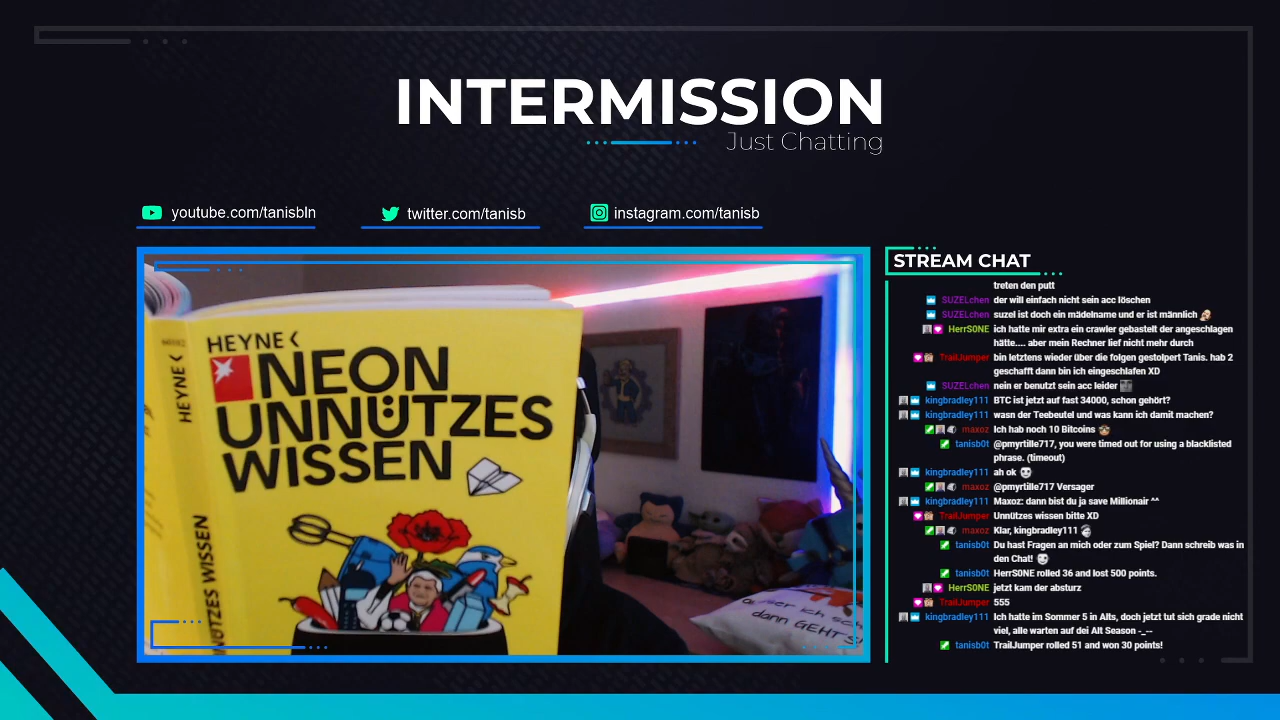 INTERMISSION
Just Chatting
youtube.com/tanisbln
twitter.com/tanisb
instagram.com/tanisb
HEYNE <
NEON
UNNÜTZES
WISSEN
HEYNE <
NÜTZES WISSEN
dann GEHT'S
STREAM CHAT
treten den putt
SUZELchen der will einfach nicht sein acc löschen
SUZELchen suzel ist doch ein mädelname und er ist männlich
HerrS0NE ich hatte mir extra ein crawler gebastelt der angeschlagen
hätte.... aber mein Rechner lief nicht mehr durch
TrailJumper bin letztens wieder über die folgen gestolpert Tanis. hab 2
geschafft dann bin ich eingeschlafen XD
SUZELchen nein er benutzt sein acc leider
kingbradley111 BTC ist jetzt auf fast 34000, schon gehört?
kingbradley111 wasn der Teebeutel und was kann ich damit machen?
maxoz Ich hab noch 10 Bitcoins
tanisb0t @pmyrtille717, you were timed out for using a blacklisted
phrase. (timeout)
kingbradley111 ah ok
maxoz @pmyrtille717 Versager
kingbradley111 Maxoz: dann bist du ja save Millionair ^^
TrailJumper Unnützes wissen bitte XD
maxoz Klar, kingbradley111
tanisb0t Du hast Fragen an mich oder zum Spiel? Dann schreib was in
den Chat!
tanisb0t HerrS0NE rolled 36 and lost 500 points.
HerrS0NE jetzt kam der absturz
TrailJumper 555
kingbradley111 Ich hatte im Sommer 5 in Alts, doch jetzt tut sich grade nicht
viel, alle warten auf dei Alt Season -_--
tanisb0t TrailJumper rolled 51 and won 30 points!